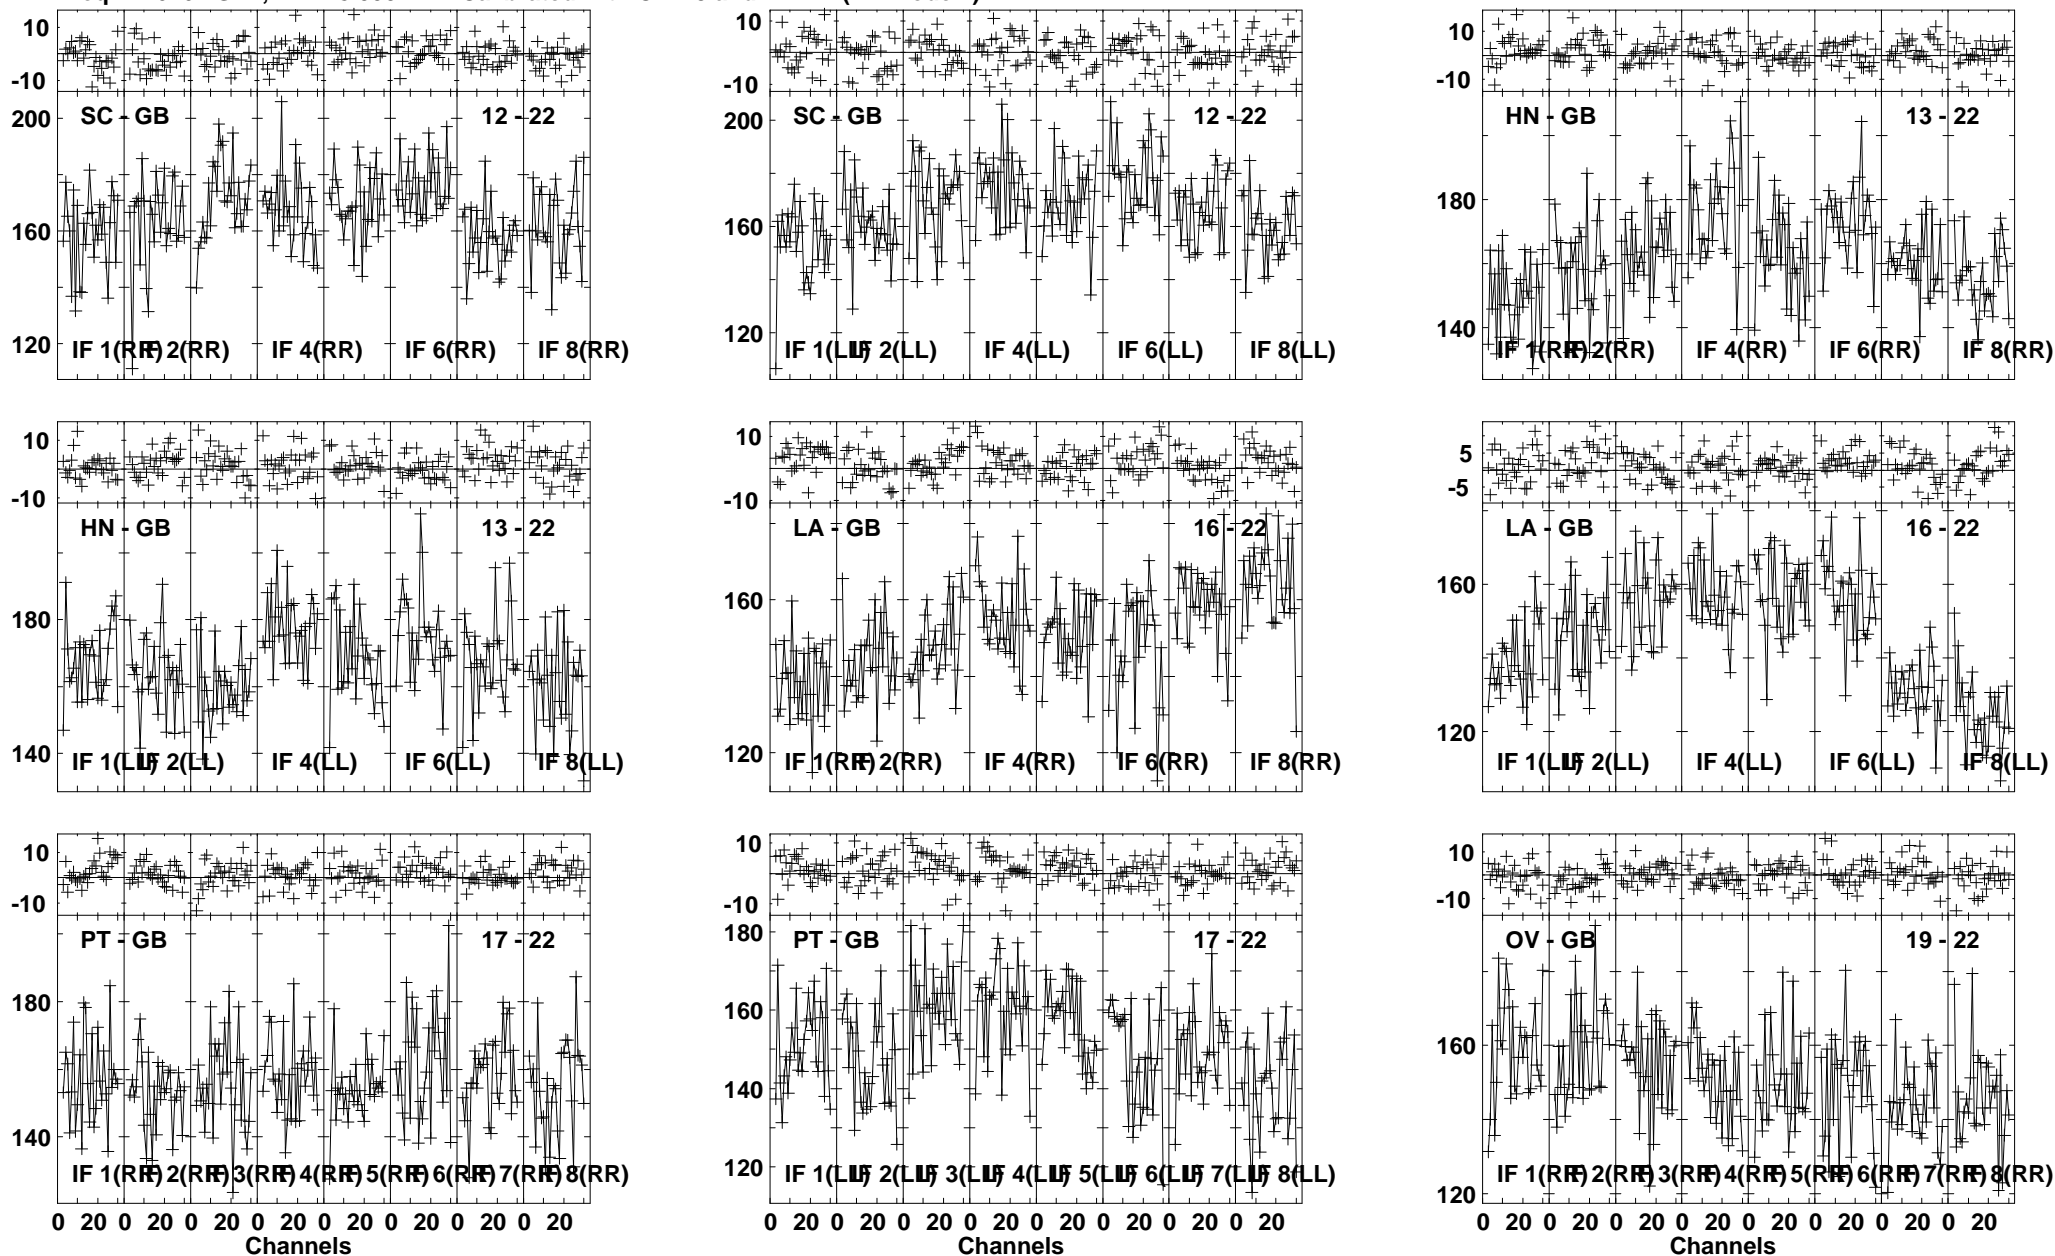 10
-10
SC - GB 12 - 22
200
160
120
IF 1(RR) IF 2(RR) IF 4(RR) IF 6(RR) IF 8(RR)
10
-10
SC - GB 12 - 22
200
160
120
IF 1(LL) IF 2(LL) IF 4(LL) IF 6(LL) IF 8(LL)
10
-10
HN - GB 13 - 22
180
140
IF 1(RR) IF 2(RR) IF 4(RR) IF 6(RR) IF 8(RR)
10
-10
HN - GB 13 - 22
180
140
IF 1(LL) IF 2(LL) IF 4(LL) IF 6(LL) IF 8(LL)
10
-10
LA - GB 16 - 22
160
120
IF 1(RR) IF 2(RR) IF 4(RR) IF 6(RR) IF 8(RR)
5
-5
LA - GB 16 - 22
160
120
IF 1(LL) IF 2(LL) IF 4(LL) IF 6(LL) IF 8(LL)
10
-10
PT - GB 17 - 22
180
140
IF 1(RR) IF 2(RR) IF 3(RR) IF 4(RR) IF 5(RR) IF 6(RR) IF 7(RR) IF 8(RR)
0 20 0 20 0 20 0 20 0 20 0 20 0 20 0 20
Channels
10
-10
PT - GB 17 - 22
180
160
140
120
IF 1(LL) IF 2(LL) IF 3(LL) IF 4(LL) IF 5(LL) IF 6(LL) IF 7(LL) IF 8(LL)
0 20 0 20 0 20 0 20 0 20 0 20 0 20 0 20
Channels
10
-10
OV - GB 19 - 22
160
120
IF 1(RR) IF 2(RR) IF 3(RR) IF 4(RR) IF 5(RR) IF 6(RR) IF 7(RR) IF 8(RR)
0 20 0 20 0 20 0 20 0 20 0 20 0 20 0 20
Channels